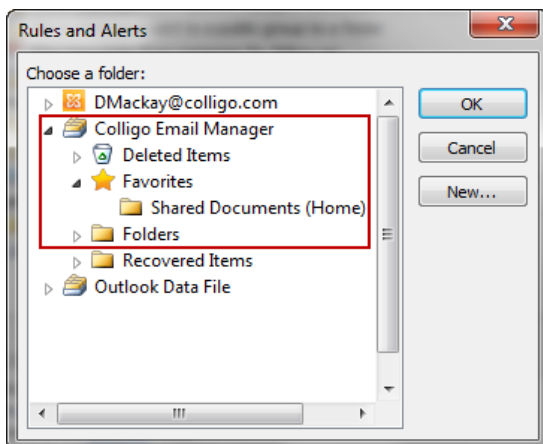 Rules and Alerts
Choose a folder:
DMackay@colligo.com
Colligo Email Manager
Deleted Items
Favorites
Shared Documents (Home)
Folders
Recovered Items
Outlook Data File
OK
Cancel
New...